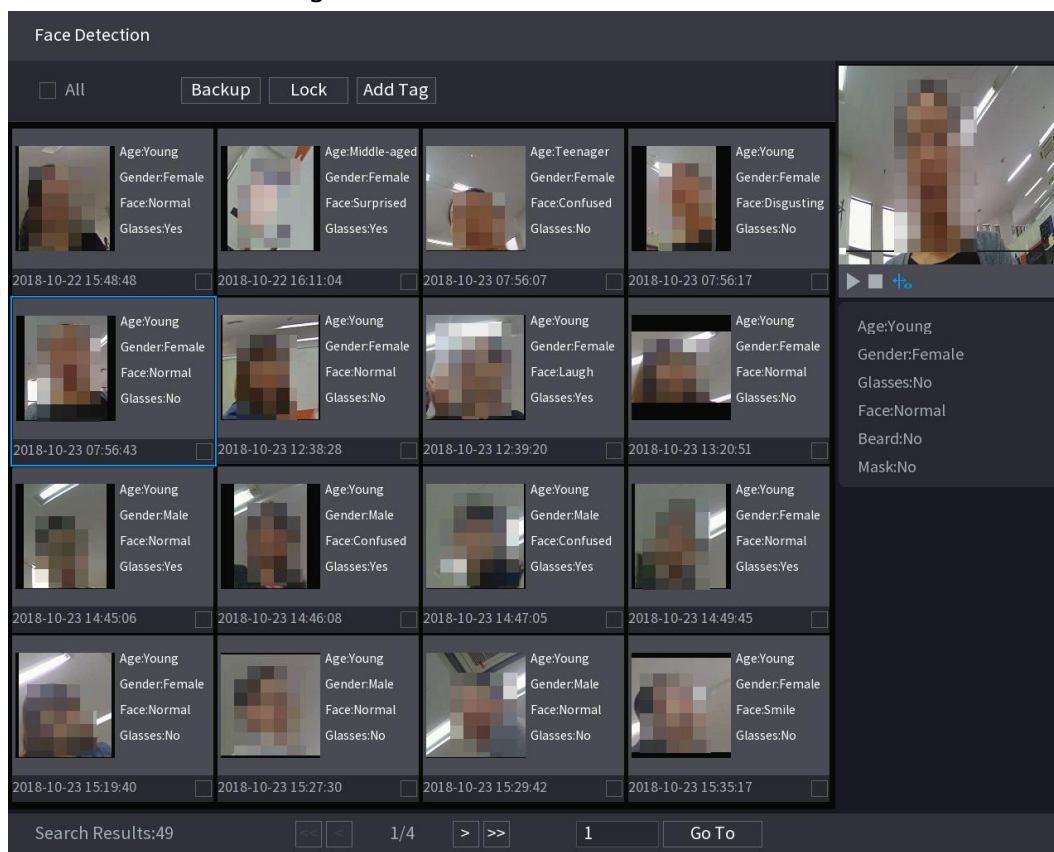 Face Detection
All
Backup
Lock
Add Tag
Age:Young
Gender:Female
Face:Normal
Glasses:Yes
2018-10-22 15:48:48
Age:Middle-aged
Gender:Female
Face:Surprised
Glasses:Yes
2018-10-22 16:11:04
Age:Teenager
Gender:Female
Face:Confused
Glasses:No
2018-10-23 07:56:07
Age:Young
Gender:Female
Face:Disgusting
Glasses:No
2018-10-23 07:56:17
Age:Young
Gender:Female
Face:Normal
Glasses:No
2018-10-23 07:56:43
Age:Young
Gender:Female
Face:Normal
Glasses:No
2018-10-23 12:38:28
Age:Young
Gender:Female
Face:Laugh
Glasses:Yes
2018-10-23 12:39:20
Age:Young
Gender:Female
Face:Normal
Glasses:No
2018-10-23 13:20:51
Age:Young
Gender:Male
Face:Normal
Glasses:Yes
2018-10-23 14:45:06
Age:Young
Gender:Male
Face:Confused
Glasses:Yes
2018-10-23 14:46:08
Age:Young
Gender:Male
Face:Confused
Glasses:Yes
2018-10-23 14:47:05
Age:Young
Gender:Female
Face:Normal
Glasses:Yes
2018-10-23 14:49:45
Age:Young
Gender:Female
Face:Normal
Glasses:No
2018-10-23 15:19:40
Age:Young
Gender:Male
Face:Normal
Glasses:No
2018-10-23 15:27:30
Age:Young
Gender:Male
Face:Normal
Glasses:No
2018-10-23 15:29:42
Age:Young
Gender:Female
Face:Smile
Glasses:No
2018-10-23 15:35:17
Age:Young
Gender:Female
Glasses:No
Face:Normal
Beard:No
Mask:No
Search Results:49
<< < 1/4 > >> 1 Go To